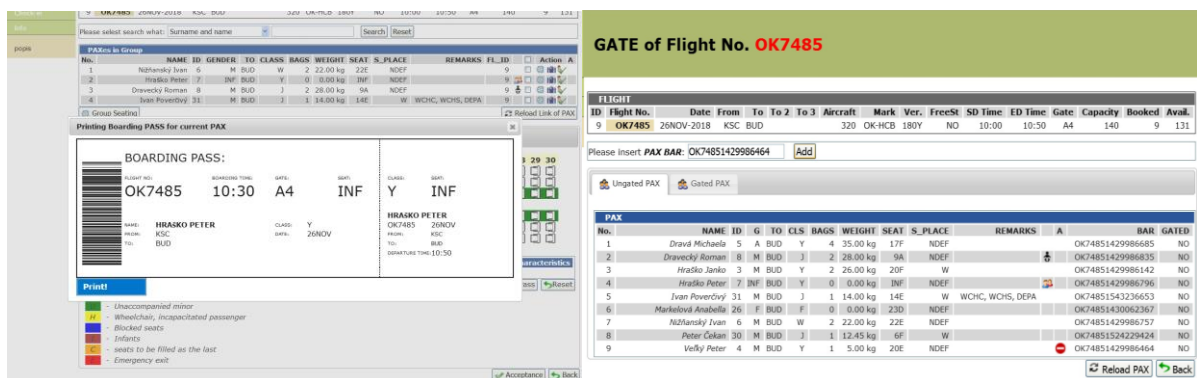 Check in
Info
popis
9 OK7485 26NOV-2018 KSC BUD 320 OK-HCB 180Y NO 10:00 10:50 A4 140 9 131
Please select search what: Surname and name Search Reset
PAXes in Group
No. NAME ID GENDER TO CLASS BAGS WEIGHT SEAT S_PLACE REMARKS FL_ID Action A
1 Nižňanský Ivan 6 M BUD W 2 22.00 kg 22E NDEF 9
2 Hraško Peter 7 INF BUD Y 0 0.00 kg INF NDEF 9
3 Dravecký Roman 8 M BUD J 2 28.00 kg 9A NDEF 9
4 Ivan Poverčivý 31 M BUD J 1 14.00 kg 14E W WCHC, WCHS, DEPA 9
Group Seating Reload Link of PAX
Printing Boarding PASS for current PAX
BOARDING PASS:
FLIGHT NO: BOARDING TIME: GATE: SEAT: CLASS: SEAT:
OK7485 10:30 A4 INF Y INF
NAME: HRAšKO PETER CLASS: Y
FROM: KSC DATE: 26NOV
TO: BUD
HRAšKO PETER
OK7485 26NOV
FROM: KSC
TO: BUD
DEPARTURE TIME: 10:50
Print!
29 30
Reset
- Unaccompanied minor
H - Wheelchair, incapacitated passenger
- Blocked seats
- Infants
C - seats to be filled as the last
- Emergency exit
Acceptance Back
GATE of Flight No. OK7485
FLIGHT
ID Flight No. Date From To To 2 To 3 Aircraft Mark Ver. FreeSt SD Time ED Time Gate Capacity Booked Avail.
9 OK7485 26NOV-2018 KSC BUD 320 OK-HCB 180Y NO 10:00 10:50 A4 140 9 131
Please insert PAX BAR: OK74851429986464 Add
Ungated PAX Gated PAX
PAX
No. NAME ID G TO CLS BAGS WEIGHT SEAT S_PLACE REMARKS A BAR GATED
1 Dravá Michaela 5 A BUD Y 4 35.00 kg 17F NDEF OK74851429986685 NO
2 Dravecký Roman 8 M BUD J 2 28.00 kg 9A NDEF OK74851429986835 NO
3 Hraško Janko 3 M BUD Y 2 26.00 kg 20F W OK74851429986142 NO
4 Hraško Peter 7 INF BUD Y 0 0.00 kg INF NDEF OK74851429986796 NO
5 Ivan Poverčivý 31 M BUD J 1 14.00 kg 14E W WCHC, WCHS, DEPA OK74851543236653 NO
6 Markelová Anabella 26 F BUD F 0 0.00 kg 23D NDEF OK74851430062367 NO
7 Nižňanský Ivan 6 M BUD W 2 22.00 kg 22E NDEF OK74851429986757 NO
8 Peter Čekan 30 M BUD J 1 12.45 kg 6F W OK74851524229424 NO
9 Veľký Peter 4 M BUD Y 1 5.00 kg 20E NDEF OK74851429986464 NO
Reload PAX Back